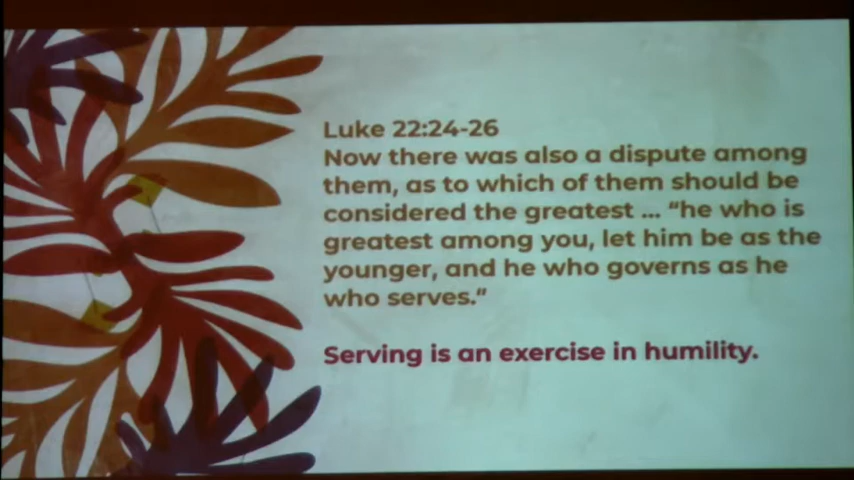 Luke 22:24-26
Now there was also a dispute among
them, as to which of them should be
considered the greatest ... “he who is
greatest among you, let him be as the
younger, and he who governs as he
who serves.”
Serving is an exercise in humility.